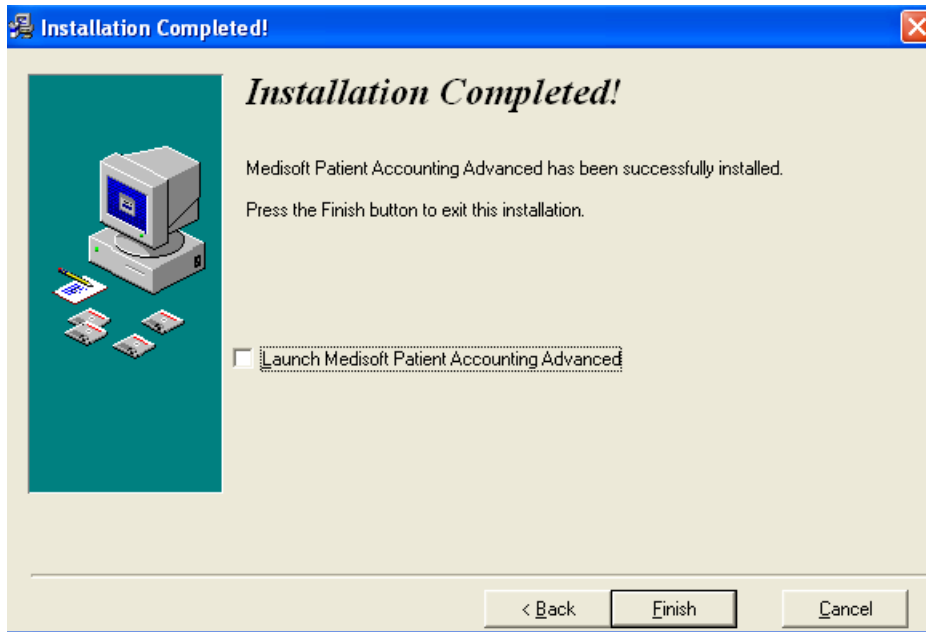 Installation Completed!
Installation Completed!
Medisoft Patient Accounting Advanced has been successfully installed.
Press the Finish button to exit this installation.
Launch Medisoft Patient Accounting Advanced
< Back Finish Cancel